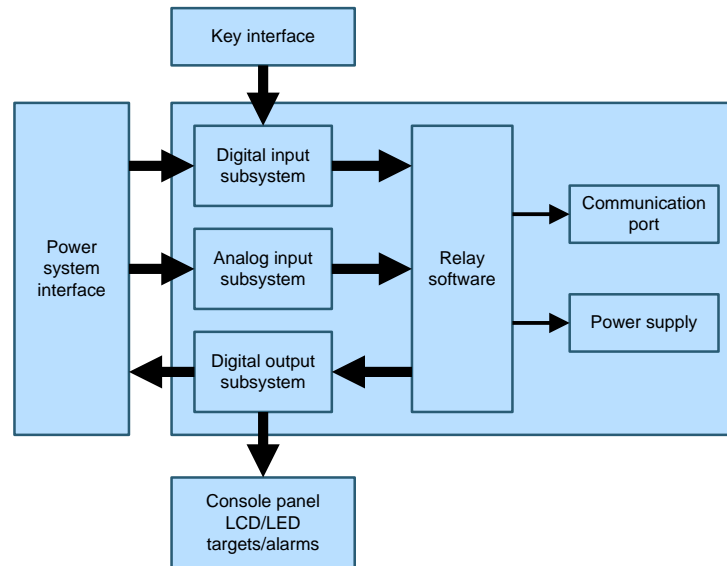 Key interface
Digital input
subsystem
Power
system
interface
Analog input
subsystem
Relay
software
Communication
port
Power supply
Digital output
subsystem
Console panel
LCD/LED
targets/alarms